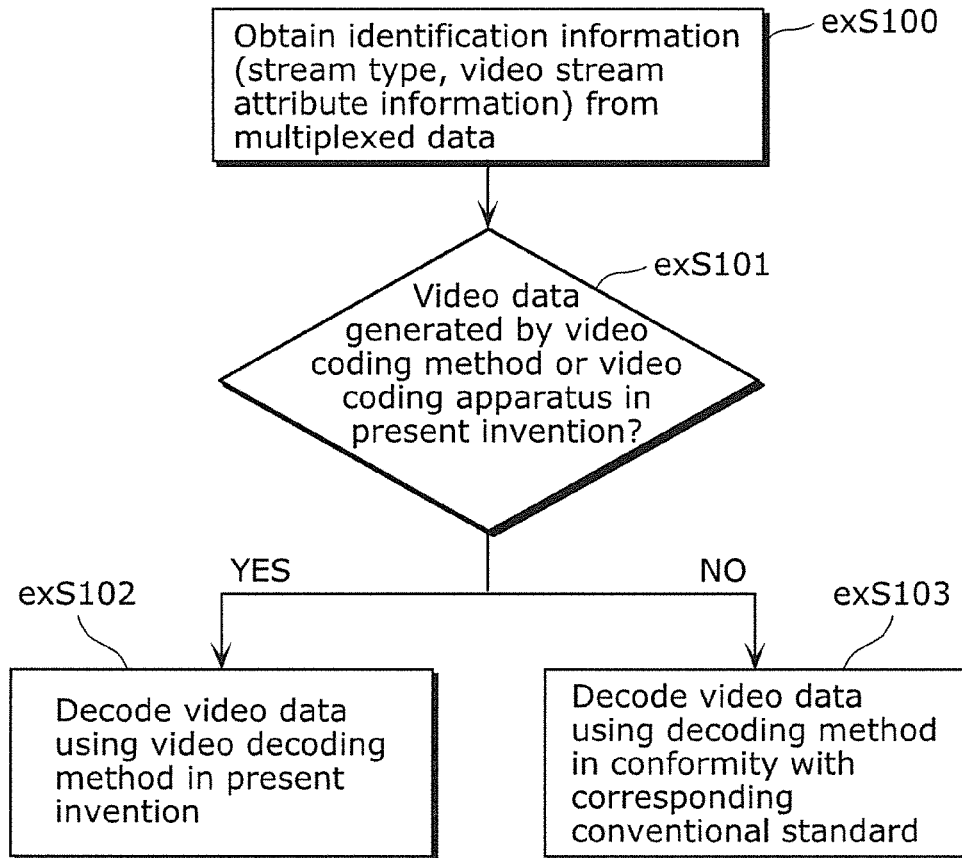 exS100
Obtain identification information
(stream type, video stream
attribute information) from
multiplexed data
exS101
Video data
generated by video
coding method or video
coding apparatus in
present invention?
YES
NO
exS102
exS103
Decode video data
using video decoding
method in present
invention
Decode video data
using decoding method
in conformity with
corresponding
conventional standard